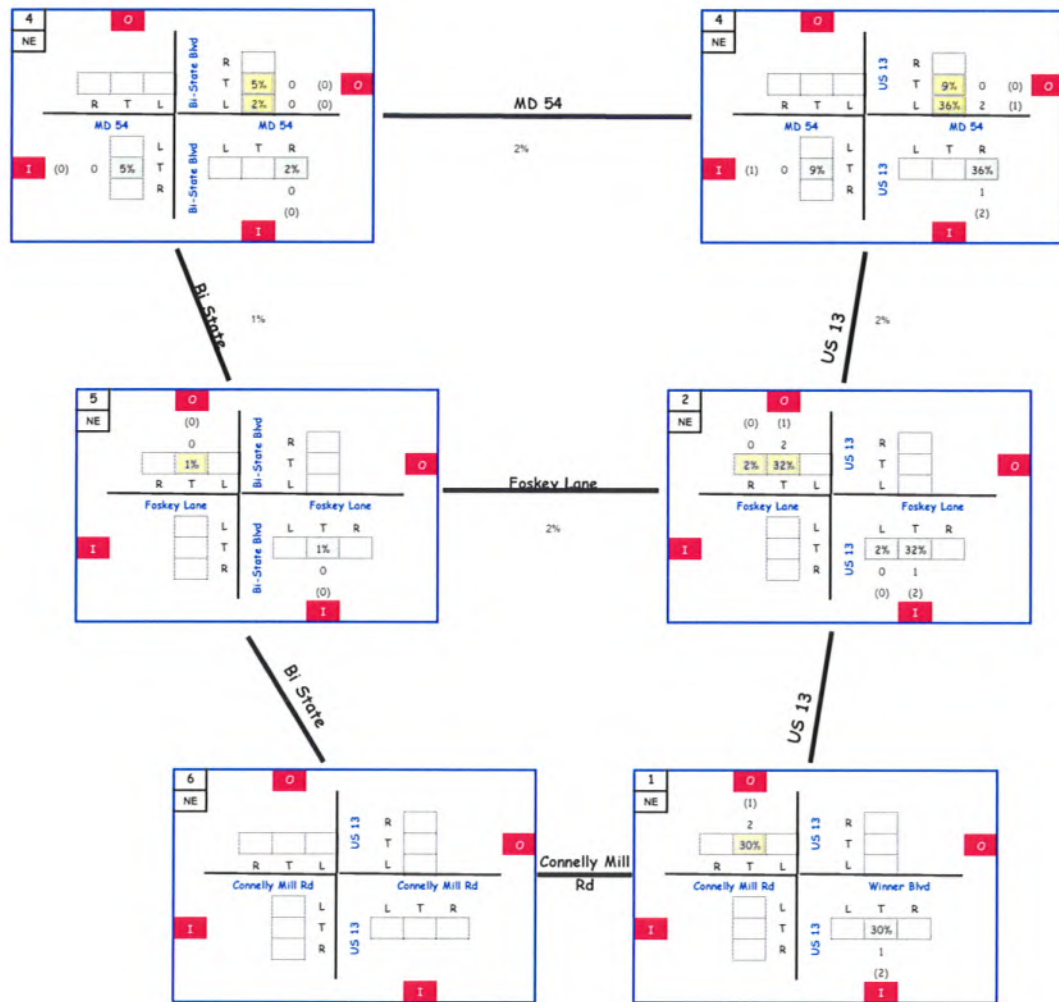 4 O
NE
Bi-State Blvd
R
T 5% 0 (0) O
L 2% 0 (0)
R T L
MD 54 MD 54
L
I (0) 0 5% T
R
Bi-State Blvd
L T R
2%
0
(0)
I
MD 54
2%
4 O
NE
US 13
R
T 9% 0 (0) O
L 36% 2 (1)
R T L
MD 54 MD 54
L
I (1) 0 9% T
R
US 13
L T R
36%
1
(2)
I
Bi State
1%
US 13
2%
5 O
NE
(0)
0
1%
R T L
Bi-State Blvd
R
T O
L
Foskey Lane Foskey Lane
L
I T
R
Bi-State Blvd
L T R
1%
0
(0)
I
Foskey Lane
2%
2 O
NE
(0) (1)
0 2
2% 32%
R T L
US 13
R
T O
L
Foskey Lane Foskey Lane
L
I T
R
US 13
L T R
2% 32%
0 1
(0) (2)
I
Bi State
US 13
6 O
NE
US 13
R
T O
L
R T L
Connelly Mill Rd Connelly Mill Rd
L
I T
R
US 13
L T R
I
Connelly Mill
Rd
1 O
NE
(1)
2
30%
R T L
US 13
R
T O
L
Connelly Mill Rd Winner Blvd
L
I T
R
US 13
L T R
30%
1
(2)
I